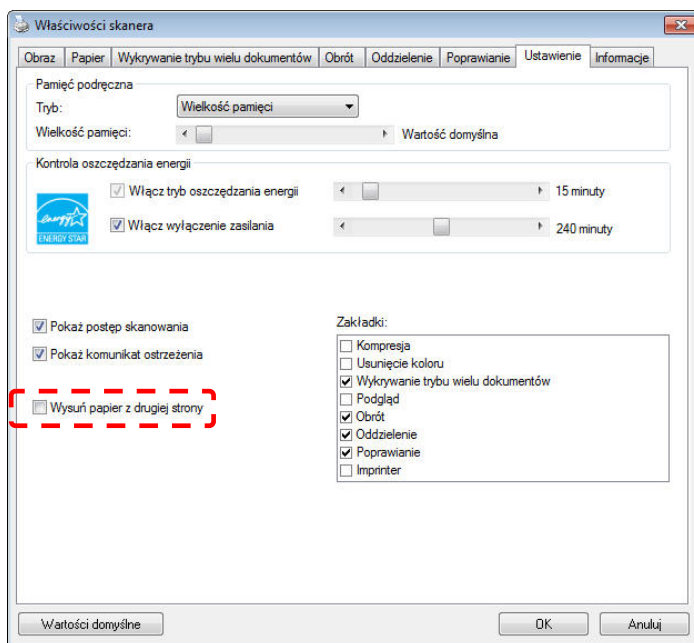 Właściwości skanera
Obraz Papier Wykrywanie trybu wielu dokumentów Obrót Oddzielenie Poprawianie Ustawienie Informacje
Pamięć podręczna
Tryb: Wielkość pamięci
Wielkość pamięci: Wartość domyślna
Kontrola oszczędzania energii
Włącz tryb oszczędzania energii 15 minuty
energy
ENERGY STAR
Włącz wyłączenie zasilania 240 minuty
Pokaż postęp skanowania
Pokaż komunikat ostrzeżenia
Wysuń papier z drugiej strony
Zakładki:
Kompresja
Usunięcie koloru
Wykrywanie trybu wielu dokumentów
Podgląd
Obrót
Oddzielenie
Poprawianie
Imprinter
Wartości domyślne OK Anuluj